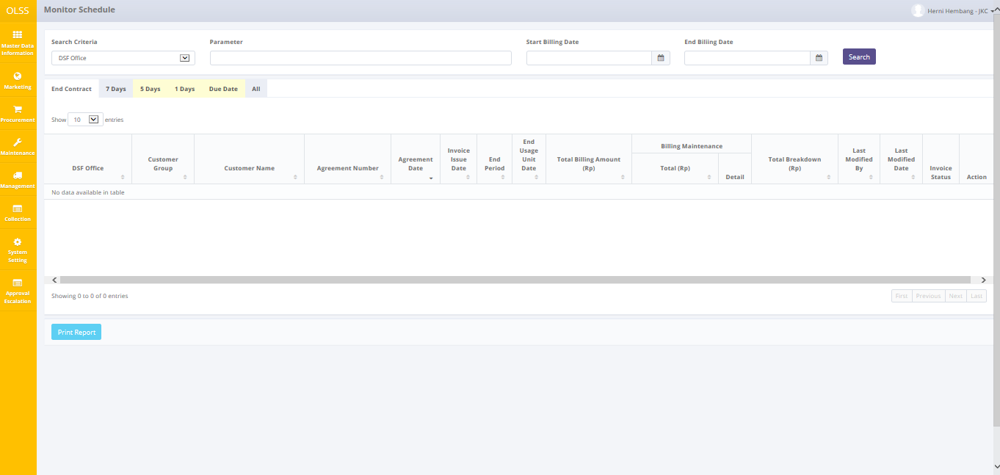 OLSS
Monitor Schedule
Herni Hembang - JKC
Master Data
Information
Marketing
Procurement
Maintenance
Management
Collection
System
Setting
Approval
Escalation
Search Criteria
Parameter
Start Billing Date
End Billing Date
DSF Office
Search
End Contract
7 Days
5 Days
1 Days
Due Date
All
Show 10 entries
DSF Office
Customer
Group
Customer Name
Agreement Number
Agreement
Date
Invoice
Issue
Date
End
Period
End
Usage
Unit
Date
Total Billing Amount
(Rp)
Billing Maintenance
Total (Rp)
Detail
Total Breakdown
(Rp)
Last
Modified
By
Last
Modified
Date
Invoice
Status
Action
No data available in table
Showing 0 to 0 of 0 entries
First
Previous
Next
Last
Print Report